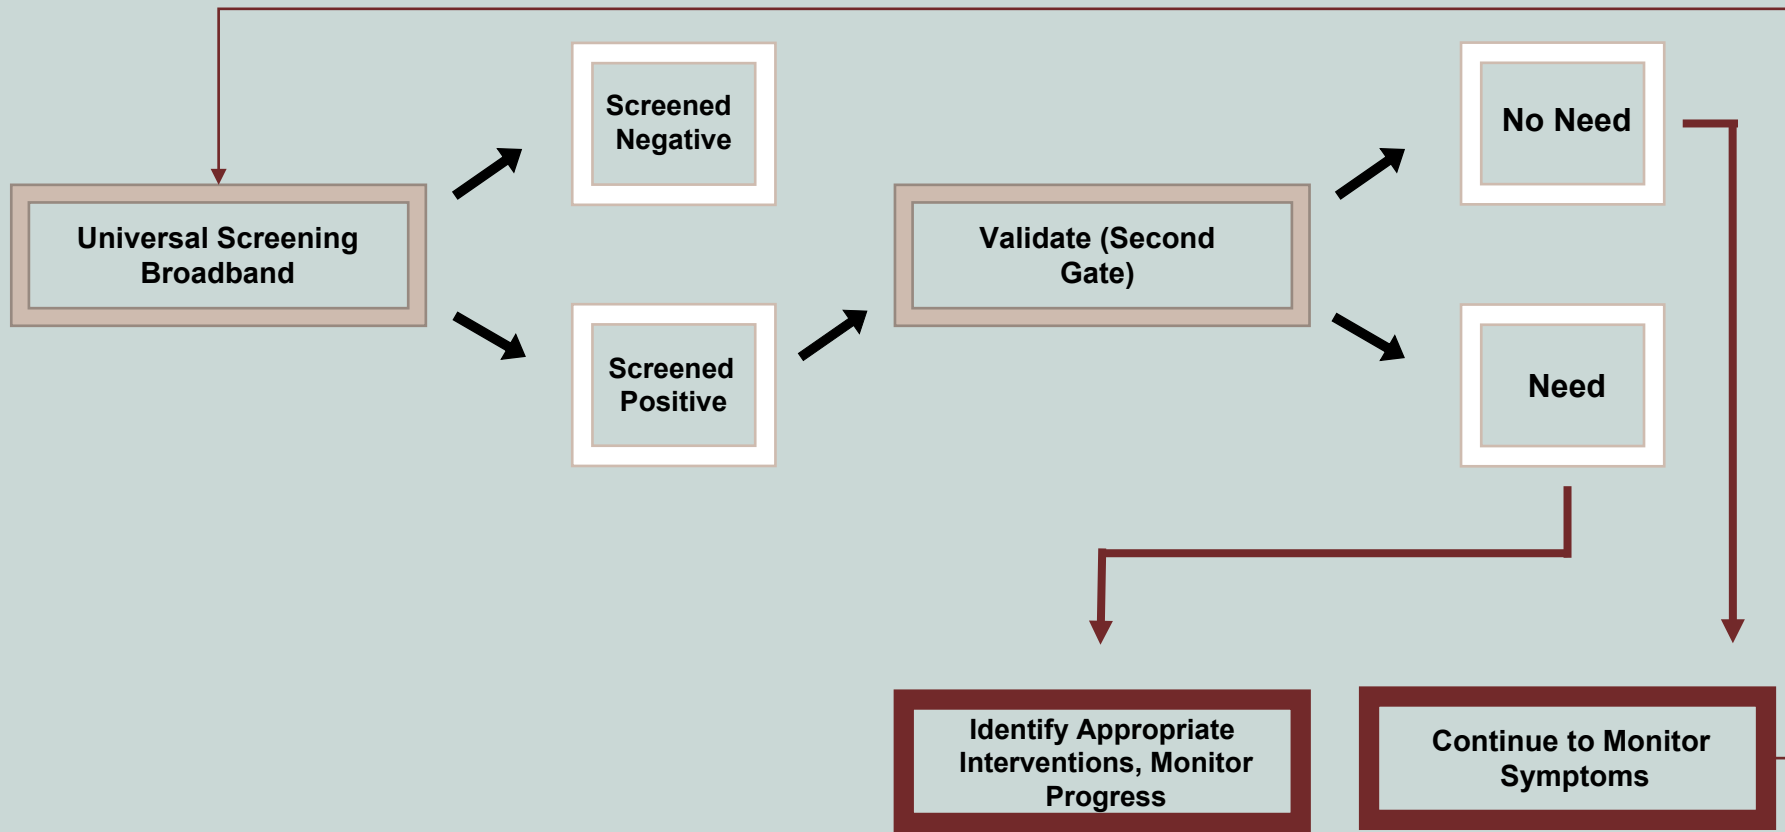 Screened
Negative
No Need
Universal Screening
Broadband
Validate (Second
Gate)
Screened
Positive
Need
Identify Appropriate
Interventions, Monitor
Progress
Continue to Monitor
Symptoms